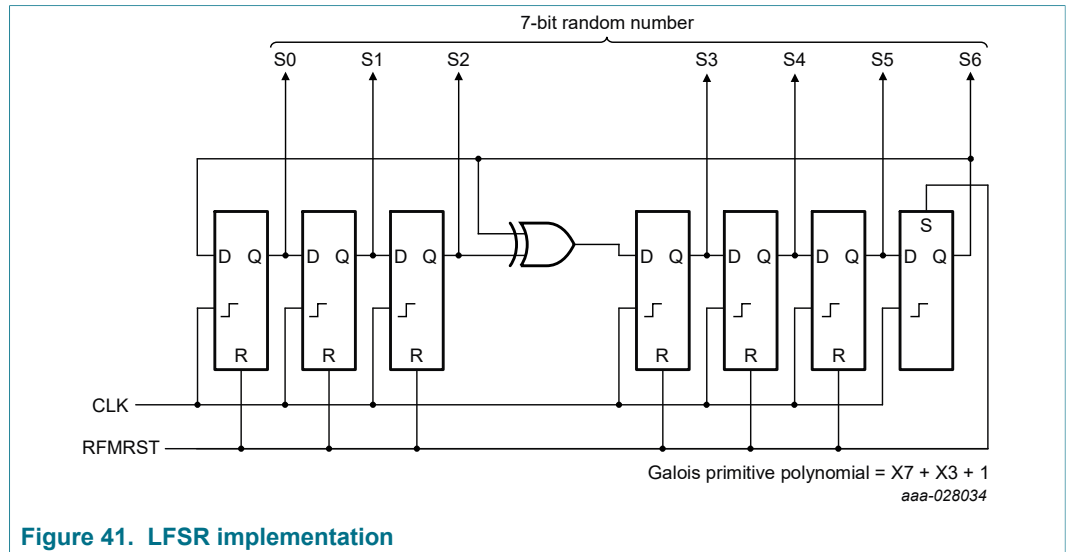 7-bit random number
S0 S1 S2 S3 S4 S5 S6
S
D Q D Q D Q D Q D Q D Q D Q
R R R R R R
CLK
RFMRST
Galois primitive polynomial = X7 + X3 + 1
aaa-028034
Figure 41. LFSR implementation